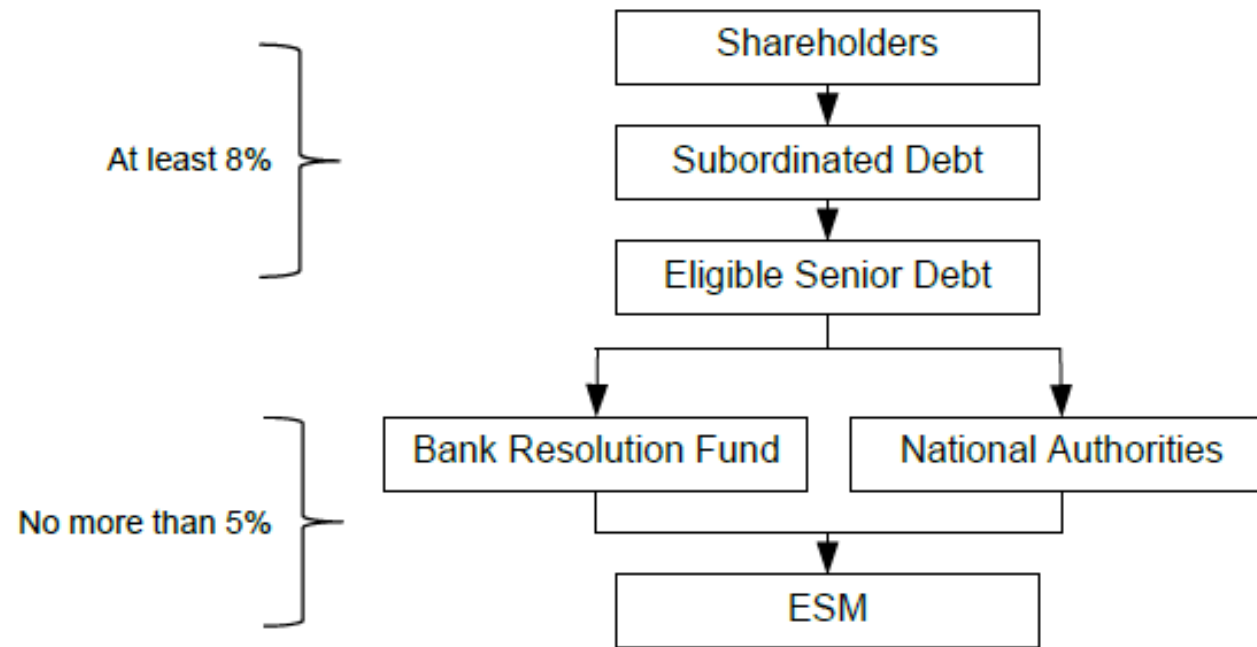 Shareholders
At least 8%
Subordinated Debt
Eligible Senior Debt
Bank Resolution Fund
National Authorities
No more than 5%
ESM